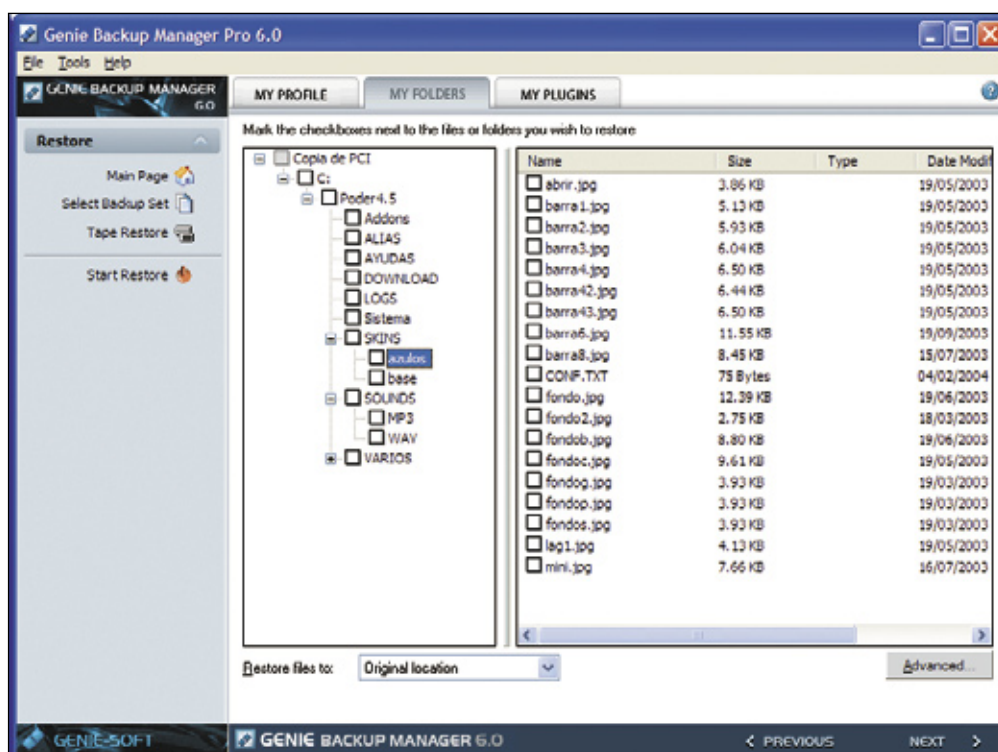 Genie Backup Manager Pro 6.0
File Tools Help
GENIE BACKUP MANAGER
6.0
MY PROFILE MY FOLDERS MY PLUGINS
Mark the checkboxes next to the files or folders you wish to restore
Restore
Main Page
Select Backup Set
Tape Restore
Start Restore
Copia de PCI
C:
Poder4.5
Addons
ALIAS
AYUDAS
DOWNLOAD
LOGS
Sistema
SKINS
azulos
base
SOUNDS
MP3
WAV
VARIOS
Name Size Type Date Modif
abrir.jpg 3.86 KB 19/05/2003
barra1.jpg 5.13 KB 19/05/2003
barra2.jpg 5.93 KB 19/05/2003
barra3.jpg 6.04 KB 19/05/2003
barra4.jpg 6.50 KB 19/05/2003
barra42.jpg 6.44 KB 19/05/2003
barra43.jpg 6.50 KB 19/05/2003
barra6.jpg 11.55 KB 19/09/2003
barra8.jpg 8.45 KB 15/07/2003
CONF.TXT 75 Bytes 04/02/2004
fondo.jpg 12.39 KB 19/06/2003
fondo2.jpg 2.75 KB 18/03/2003
fondob.jpg 8.80 KB 19/06/2003
fondoc.jpg 9.61 KB 19/05/2003
fondog.jpg 3.93 KB 19/03/2003
fondop.jpg 3.93 KB 19/03/2003
fondos.jpg 3.93 KB 19/03/2003
lag1.jpg 4.13 KB 19/05/2003
mini.jpg 7.66 KB 16/07/2003
Restore files to: Original location
Advanced...
GENIE-SOFT
GENIE BACKUP MANAGER 6.0
PREVIOUS NEXT